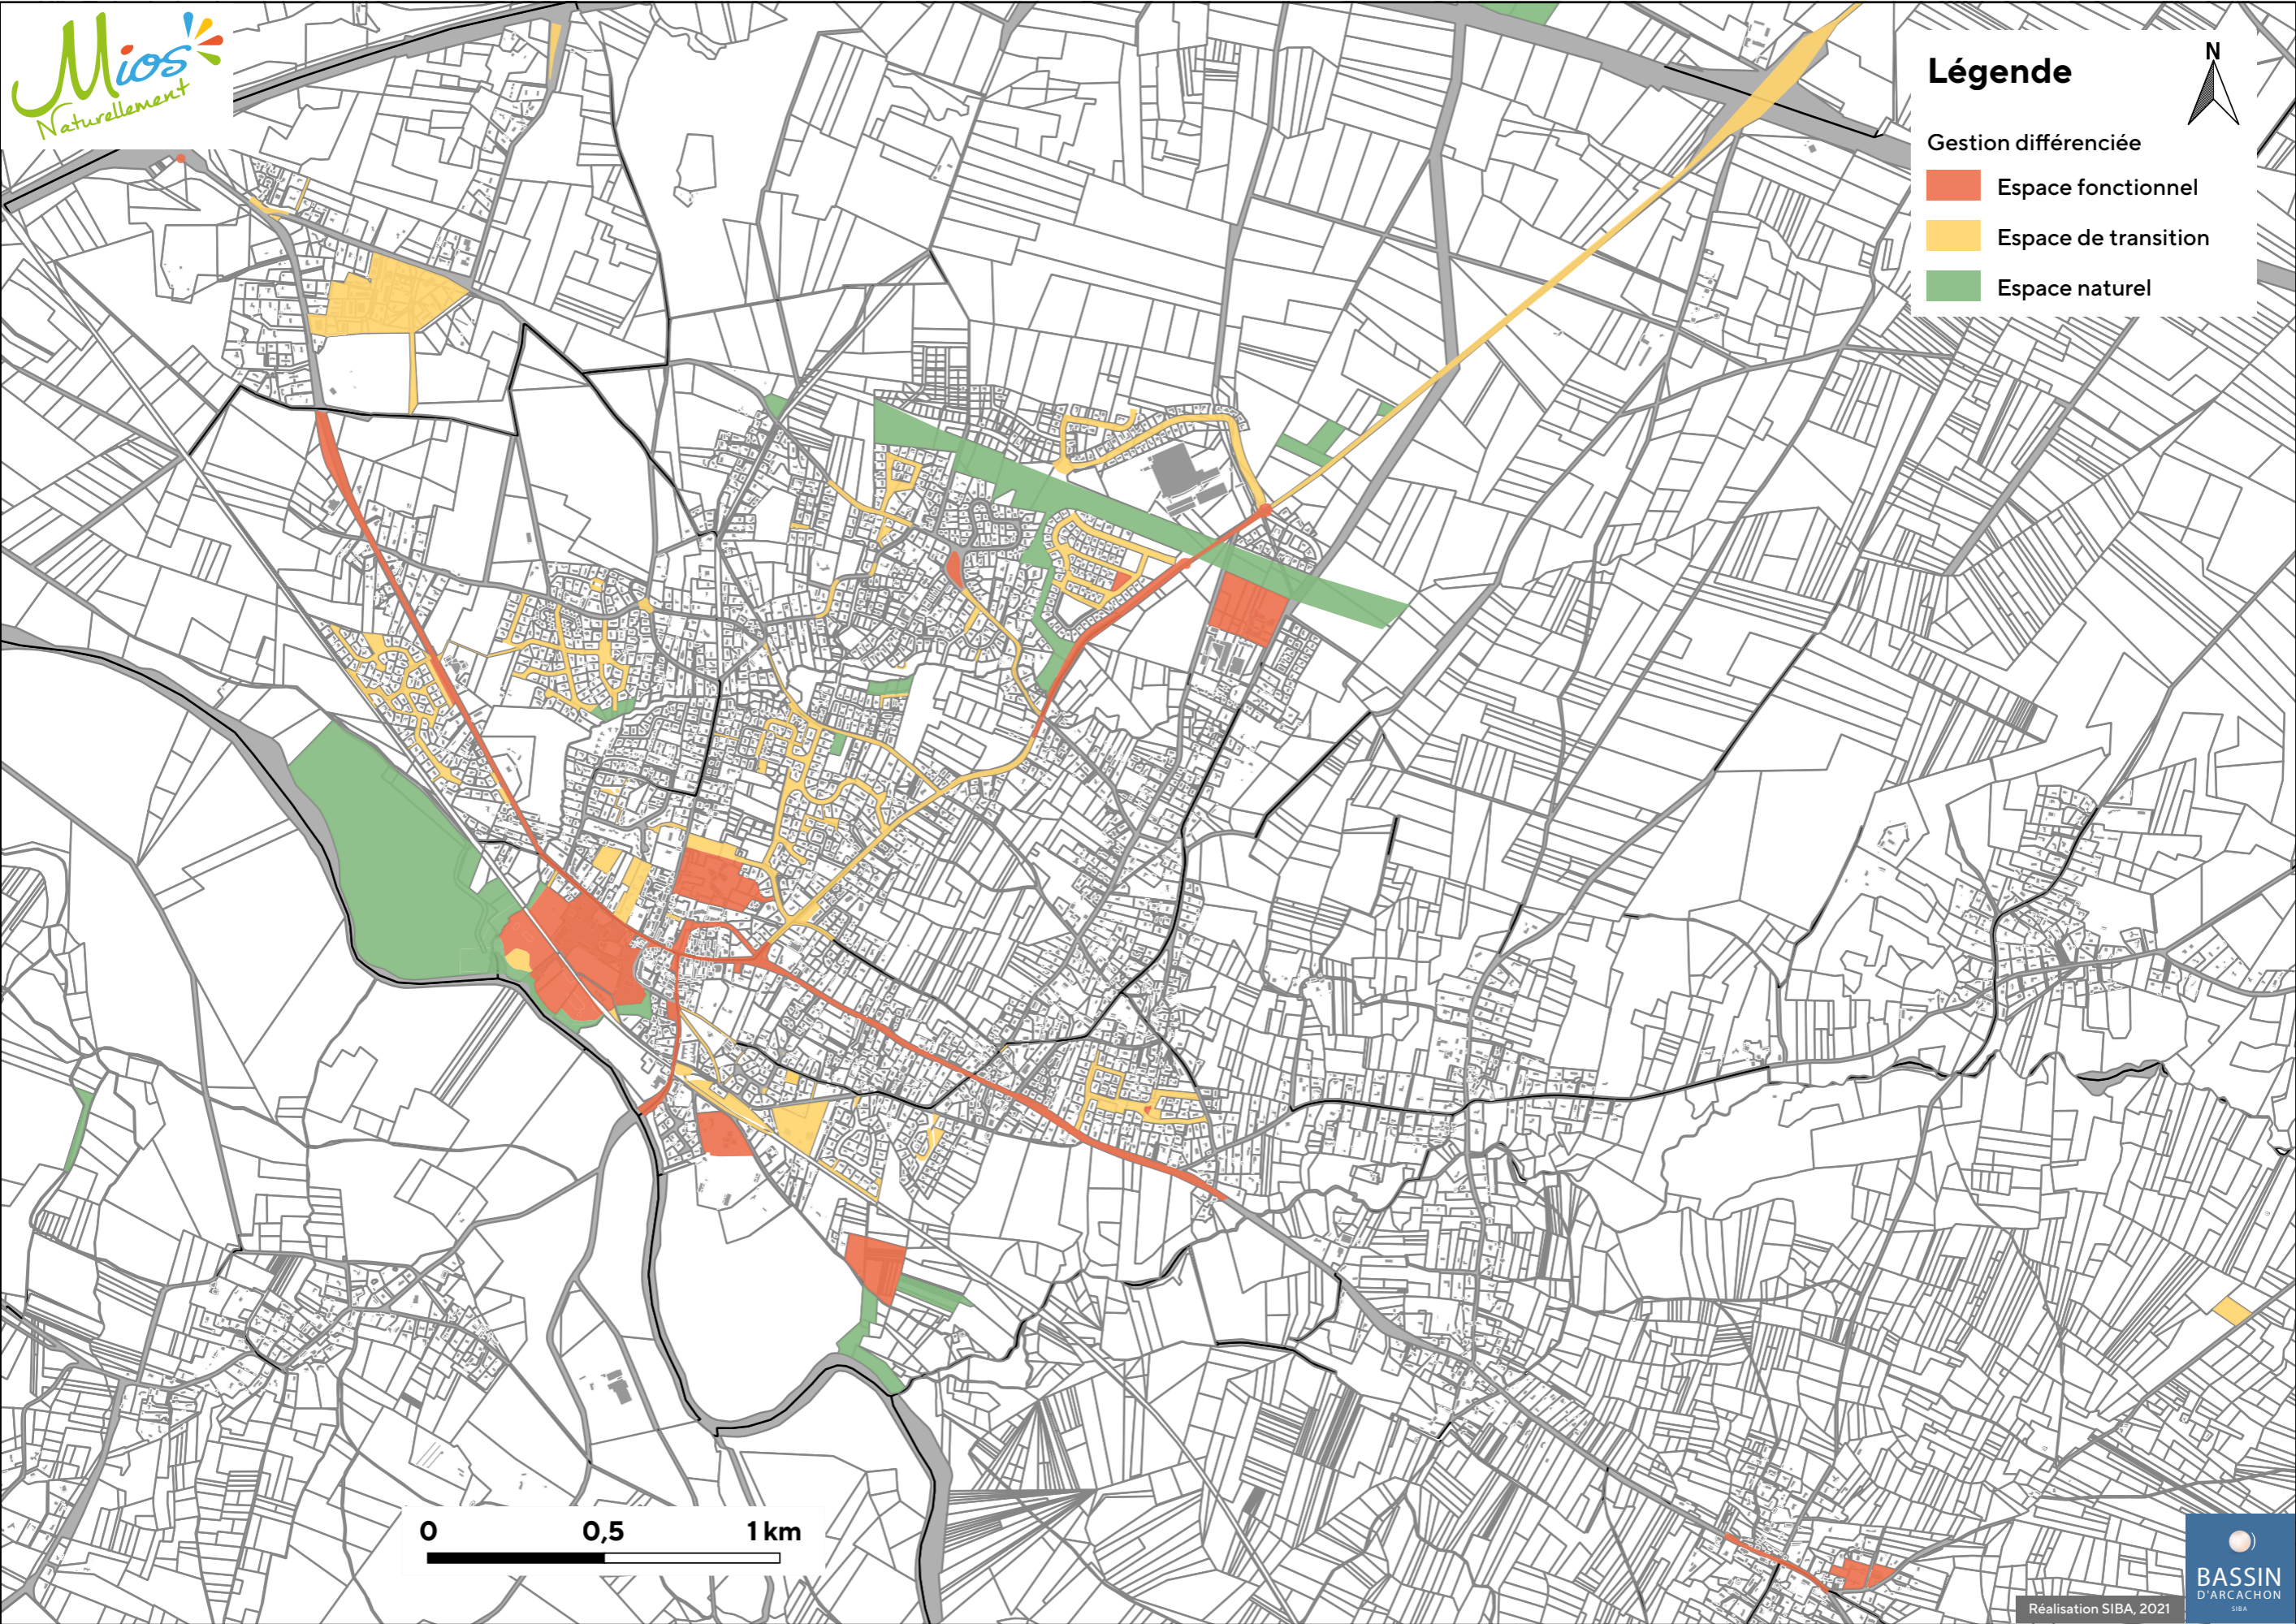 Mios
Naturellement
Légende
N
Gestion différenciée
Espace fonctionnel
Espace de transition
Espace naturel
0 0,5 1 km
BASSIN
D'ARCACHON
SIBA
Réalisation SIBA, 2021